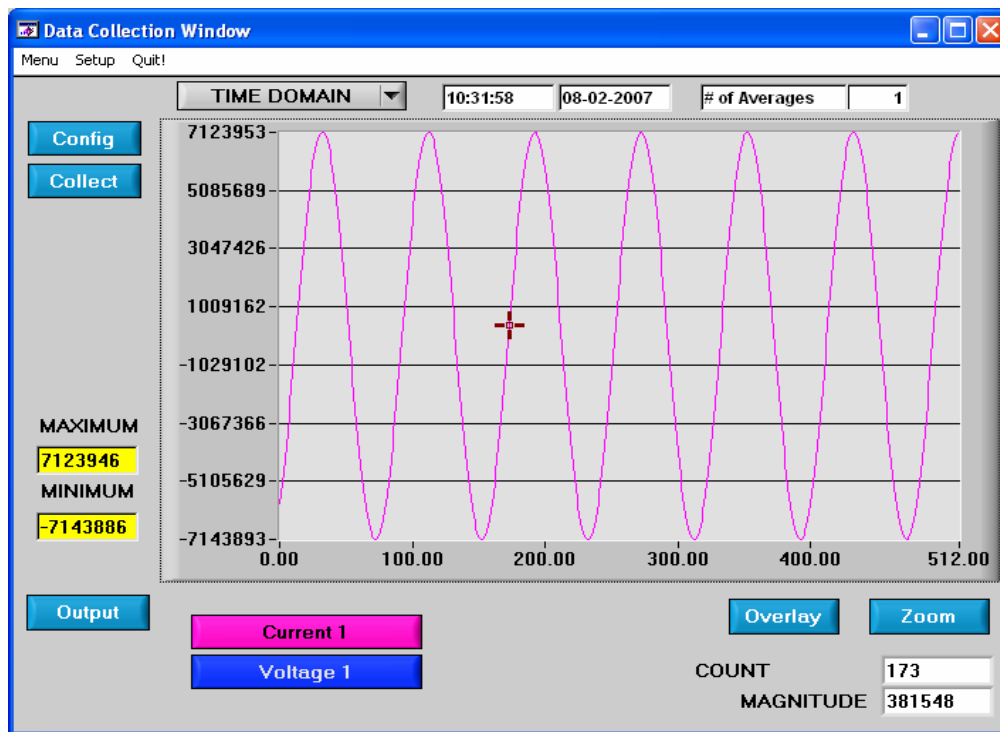 Data Collection Window
Menu Setup Quit!
TIME DOMAIN 10:31:58 08-02-2007 # of Averages 1
Config
Collect
7123953
5085689
3047426
1009162
-1029102
-3067366
-5105629
-7143893
0.00 100.00 200.00 300.00 400.00 512.00
MAXIMUM
7123946
MINIMUM
-7143886
Output
Current 1
Voltage 1
Overlay Zoom
COUNT 173
MAGNITUDE 381548